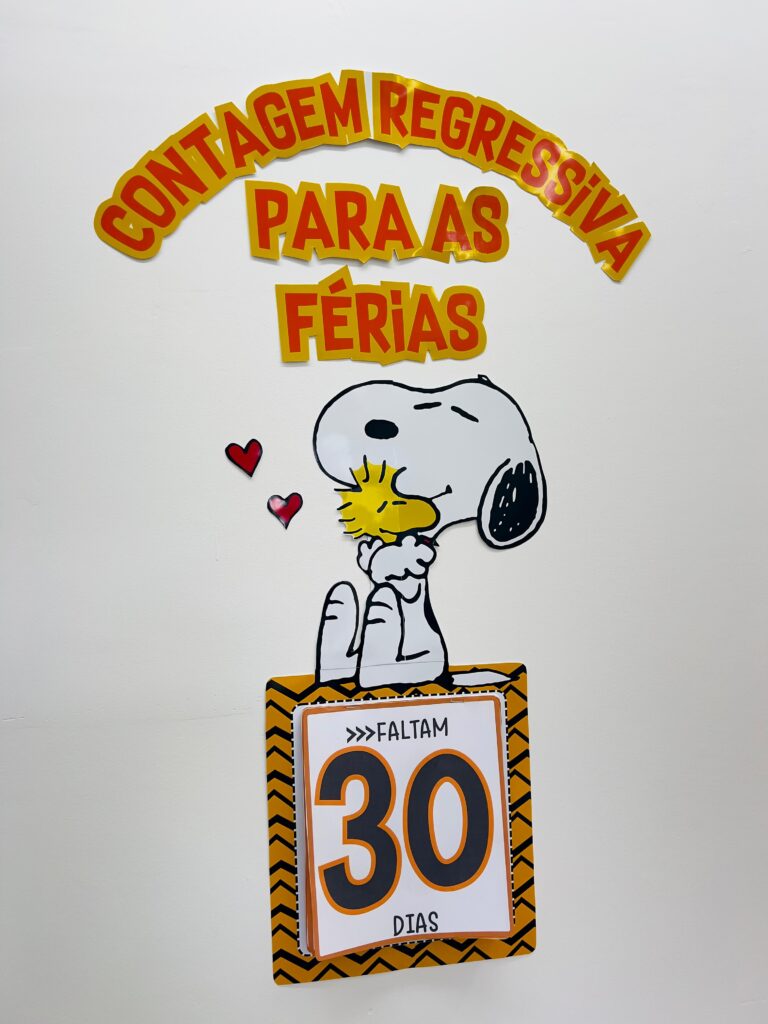 CONTAGEM REGRESSIVA
PARA AS
FÉRiAS
>>>FALTAM
30
DIAS